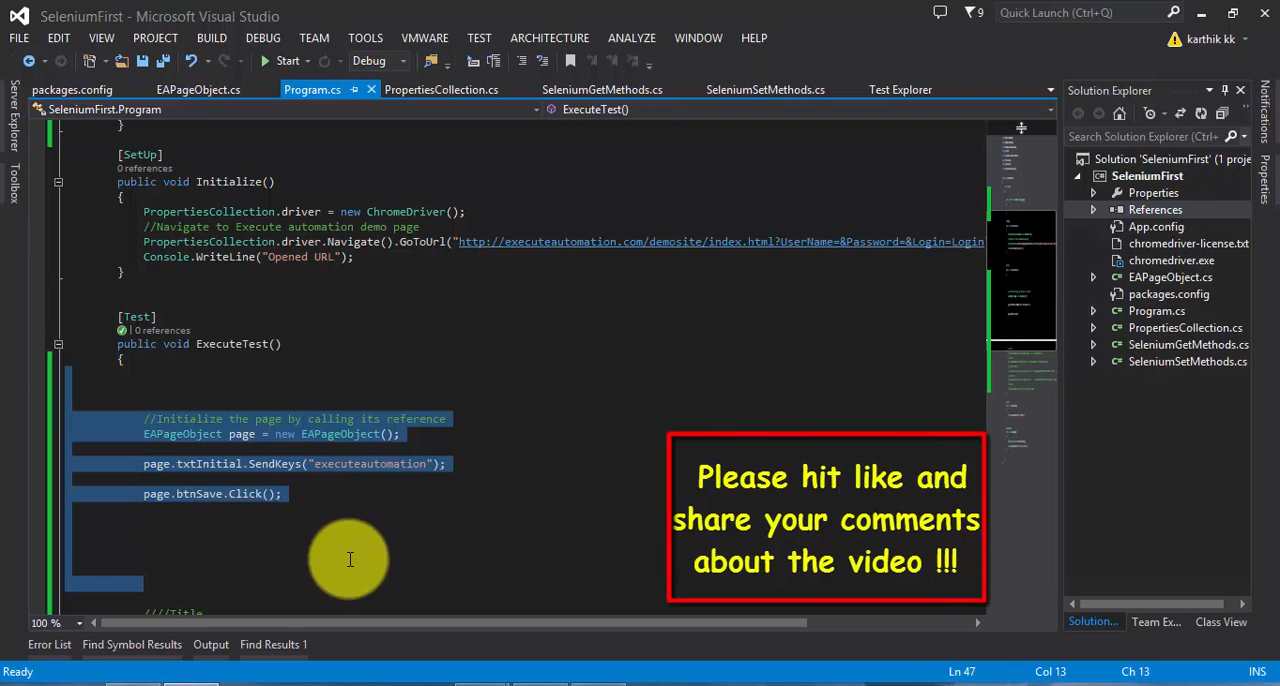 SeleniumFirst - Microsoft Visual Studio
9
Quick Launch (Ctrl+Q)
FILE EDIT VIEW PROJECT BUILD DEBUG TEAM TOOLS VMWARE TEST ARCHITECTURE ANALYZE WINDOW HELP
karthik kk
Start
Debug
Server Explorer
Toolbox
packages.config EAPageObject.cs Program.cs PropertiesCollection.cs SeleniumGetMethods.cs SeleniumSetMethods.cs Test Explorer
SeleniumFirst.Program
ExecuteTest()
}
[SetUp]
0 references
public void Initialize()
{
PropertiesCollection.driver = new ChromeDriver();
//Navigate to Execute automation demo page
PropertiesCollection.driver.Navigate().GoToUrl("http://executeautomation.com/demosite/index.html?UserName=&Password=&Login=Login
Console.WriteLine("Opened URL");
}
[Test]
0 references
public void ExecuteTest()
{
//Initialize the page by calling its reference
EAPageObject page = new EAPageObject();
page.txtInitial.SendKeys("executeautomation");
page.btnSave.Click();
////Title
Please hit like and
share your comments
about the video !!!
Solution Explorer
Search Solution Explorer (Ctrl+
Solution 'SeleniumFirst' (1 proje
SeleniumFirst
Properties
References
App.config
chromedriver-license.txt
chromedriver.exe
EAPageObject.cs
packages.config
Program.cs
PropertiesCollection.cs
SeleniumGetMethods.cs
SeleniumSetMethods.cs
Solution... Team Ex... Class View
Notifications
Properties
100 %
Error List Find Symbol Results Output Find Results 1
Ready
Ln 47 Col 13 Ch 13 INS